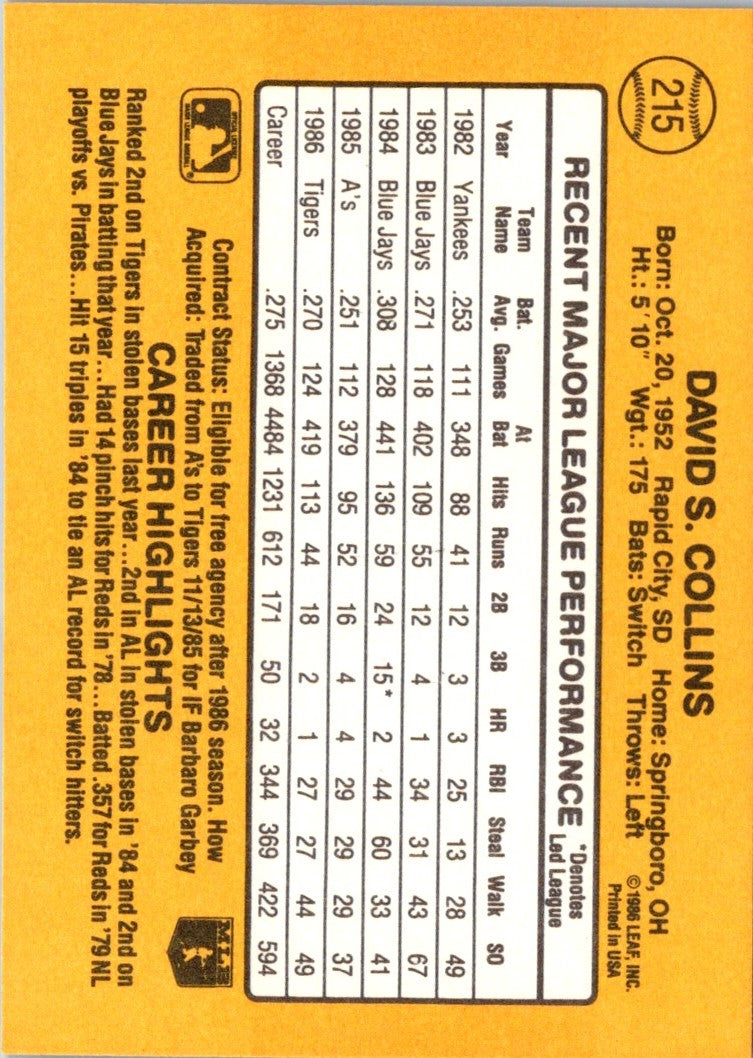 215
DAVID S. COLLINS
Born: Oct. 20, 1952 Rapid City, SD Home: Springboro, OH
Ht.: 5' 10" Wgt.: 175 Bats: Switch Throws: Left
©1986 LEAF, INC.
Printed in USA
RECENT MAJOR LEAGUE PERFORMANCE *Denotes Led League
Year Team Name Bat. Avg. Games At Bat Hits Runs 2B 3B HR RBI Steal Walk SO
1982 Yankees .253 111 348 88 41 12 3 3 25 13 28 49
1983 Blue Jays .271 118 402 109 55 12 4 1 34 31 43 67
1984 Blue Jays .308 128 441 136 59 24 15* 2 44 60 33 41
1985 A's .251 112 379 95 52 16 4 4 29 29 29 37
1986 Tigers .270 124 419 113 44 18 2 1 27 27 44 49
Career .275 1368 4484 1231 612 171 50 32 344 369 422 594
Contract Status: Eligible for free agency after 1986 season. How
Acquired: Traded from A's to Tigers 11/13/85 for IF Barbaro Garbey
CAREER HIGHLIGHTS
MLB
Ranked 2nd on Tigers in stolen bases last year...2nd in AL in stolen bases in '84 and 2nd on
Blue Jays in batting that year...Had 14 pinch hits for Reds in '78...Batted .357 for Reds in '79 NL
playoffs vs. Pirates...Hit 15 triples in '84 to tie an AL record for switch hitters.